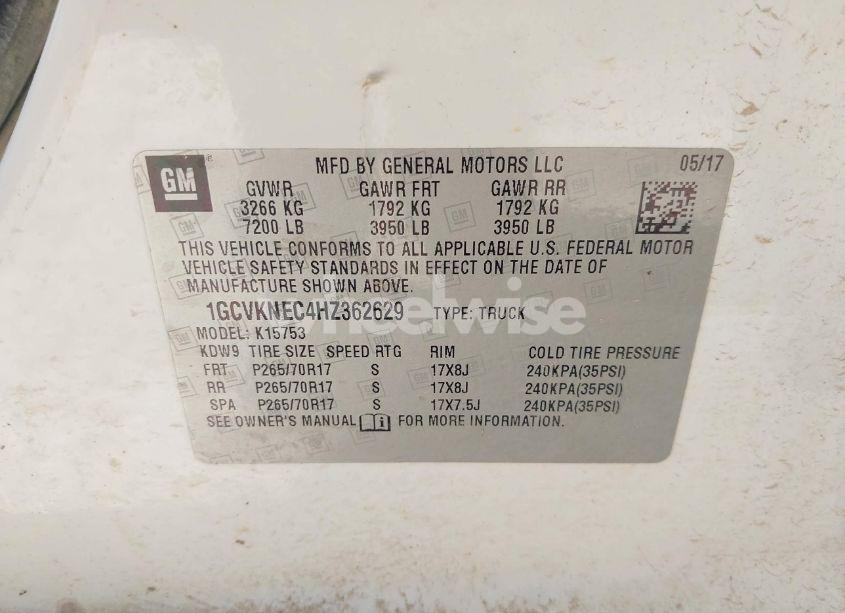 GM
MFD BY GENERAL MOTORS LLC 05/17
GVWR GAWR FRT GAWR RR
3266 KG 1792 KG 1792 KG
7200 LB 3950 LB 3950 LB
THIS VEHICLE CONFORMS TO ALL APPLICABLE U.S. FEDERAL MOTOR
VEHICLE SAFETY STANDARDS IN EFFECT ON THE DATE OF
MANUFACTURE SHOWN ABOVE.
1GCVKNEC4HZ362629 TYPE: TRUCK
wheelwise
MODEL: K15753
KDW9 TIRE SIZE SPEED RTG RIM COLD TIRE PRESSURE
FRT P265/70R17 S 17X8J 240KPA(35PSI)
RR P265/70R17 S 17X8J 240KPA(35PSI)
SPA P265/70R17 S 17X7.5J 240KPA(35PSI)
SEE OWNER'S MANUAL FOR MORE INFORMATION.